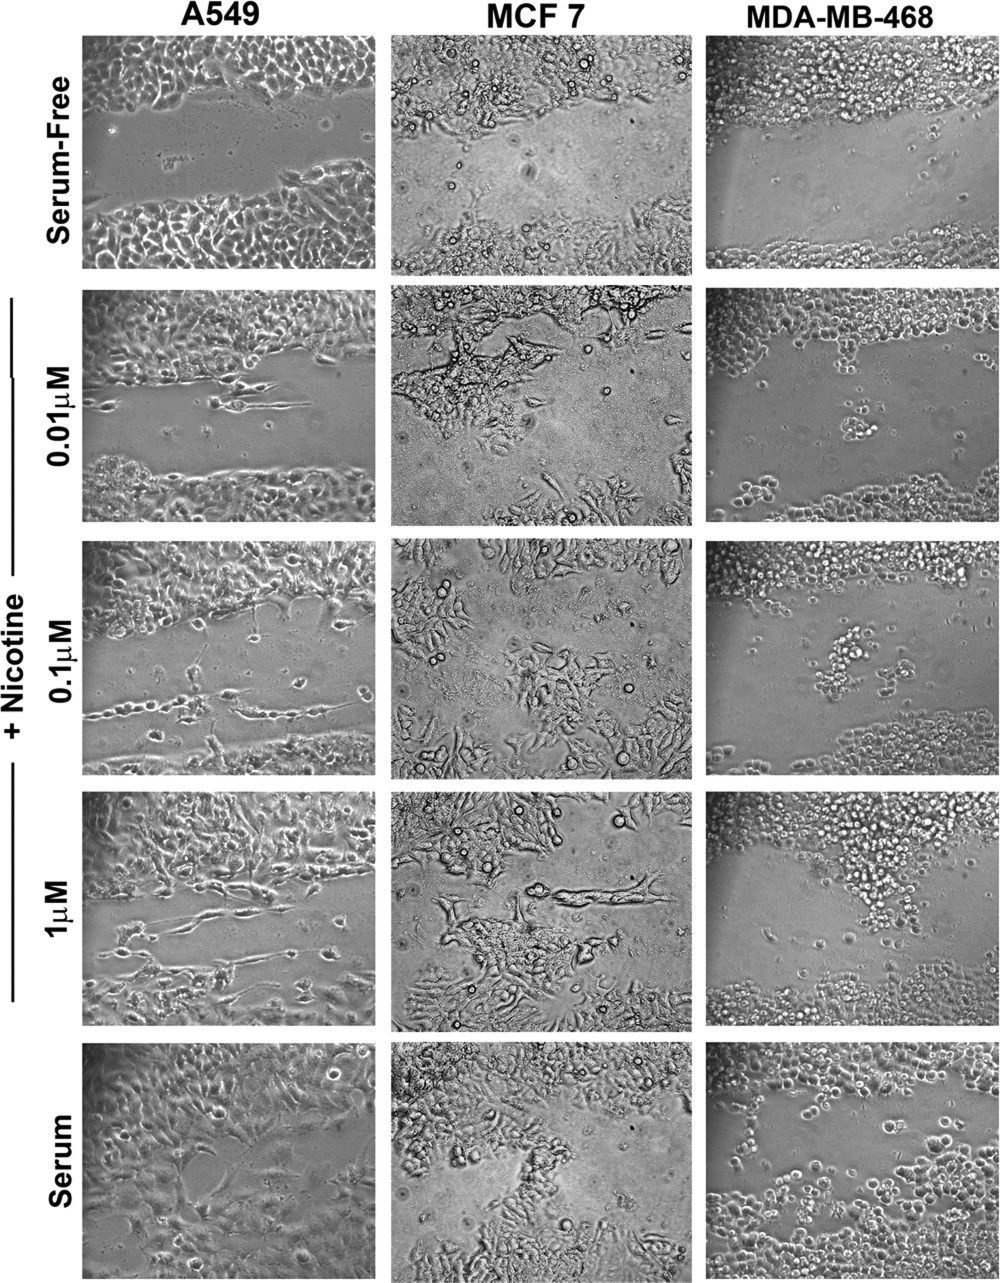 A549 MCF 7 MDA-MB-468
Serum-Free
+ Nicotine
0.01µM
0.1µM
1µM
Serum